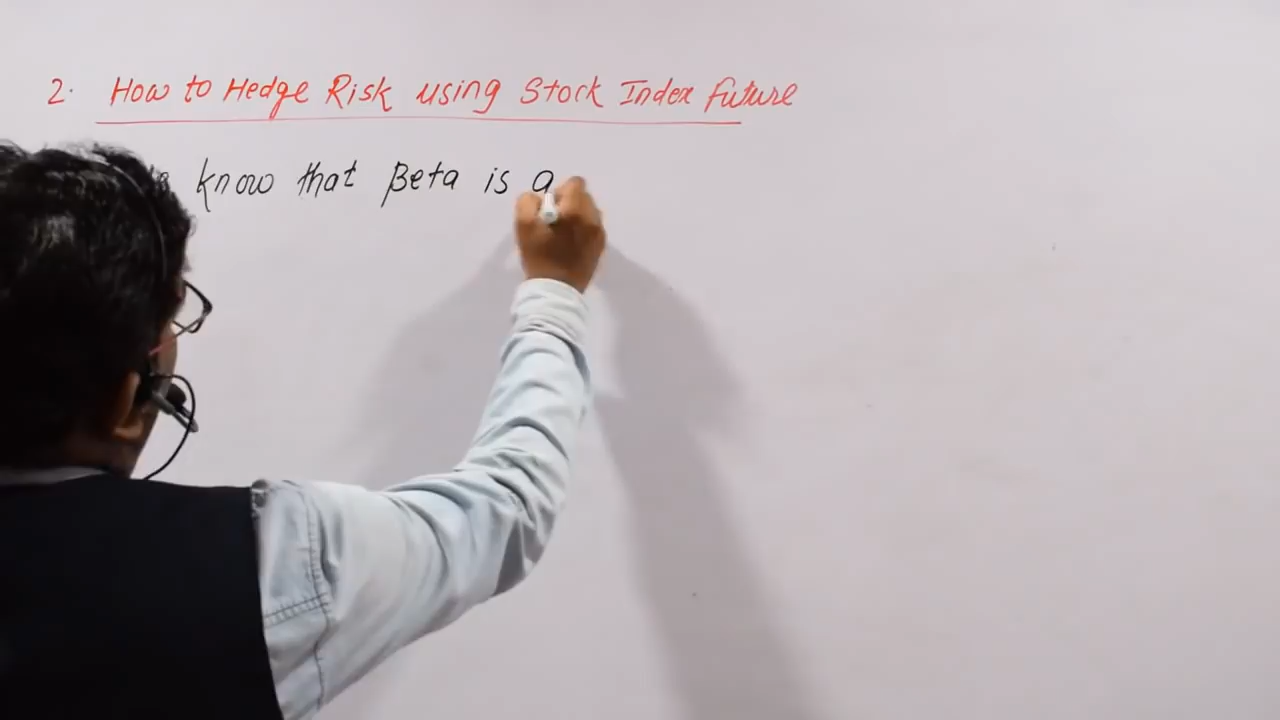 2. How to Hedge Risk using Stock Index future
know that Beta is a